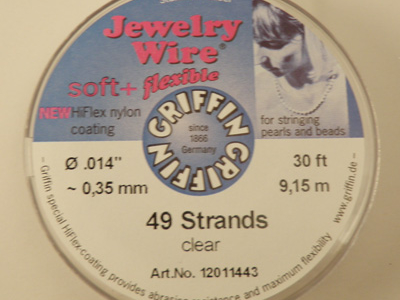 Jewelry
Wire®
soft+ flexible
NEW HiFlex nylon
coating
GRIFFIN GRIFFIN
since
1866
Germany
for stringing
pearls and beads
Ø .014"
~ 0,35 mm
30 ft
9,15 m
49 Strands
clear
Art.No. 12011443
– Griffin special HiFlex-coating provides abrasion resistance and maximum flexibility – www.griffin.de –